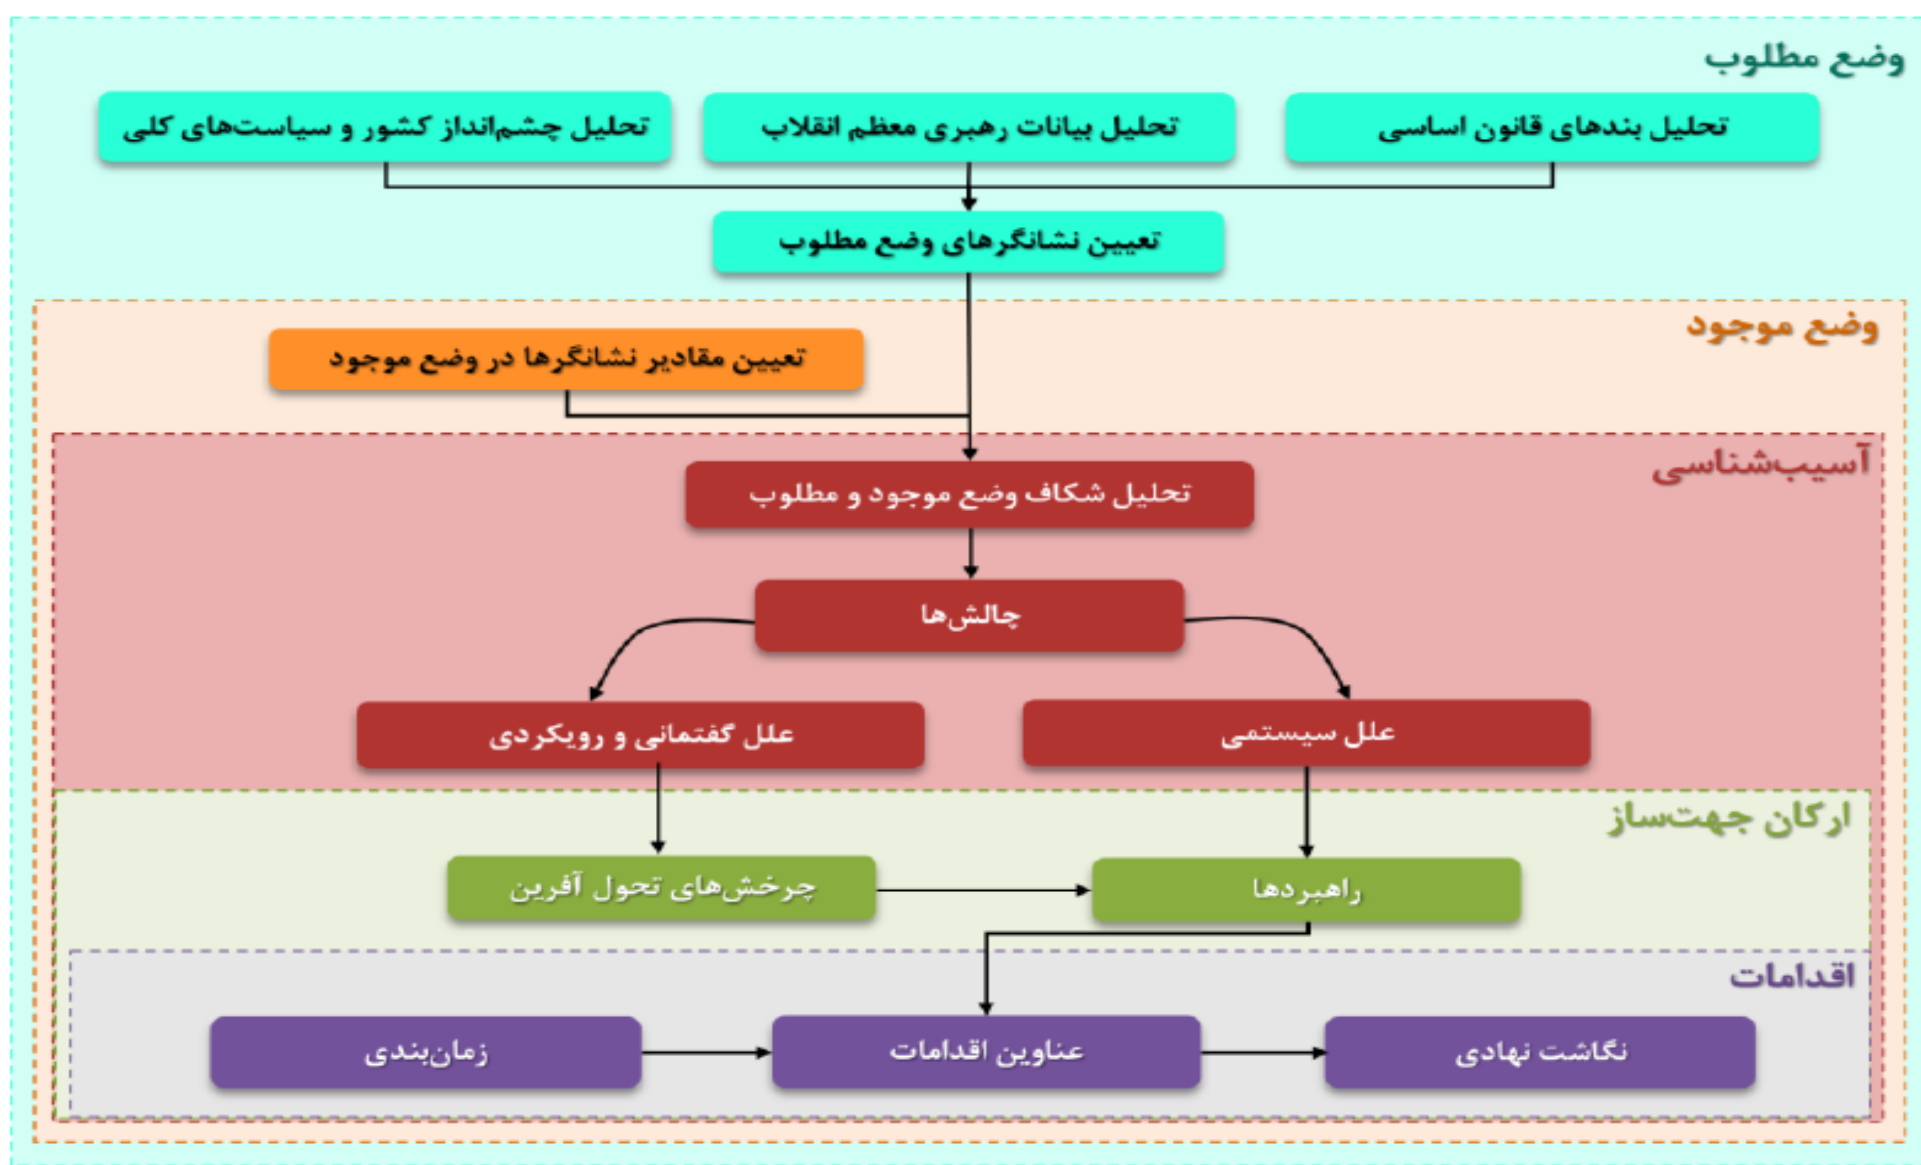 وضع مطلوب
تحلیل بندهای قانون اساسی
تحلیل بیانات رهبری معظم انقلاب
تحلیل چشم‌انداز کشور و سیاست‌های کلی
تعیین نشانگرهای وضع مطلوب
وضع موجود
تعیین مقادیر نشانگرها در وضع موجود
آسیب‌شناسی
تحلیل شکاف وضع موجود و مطلوب
چالش‌ها
علل سیستمی
علل گفتمانی و رویکردی
ارکان جهت‌ساز
راهبردها
چرخش‌های تحول آفرین
اقدامات
نگاشت نهادی
عناوین اقدامات
زمان‌بندی